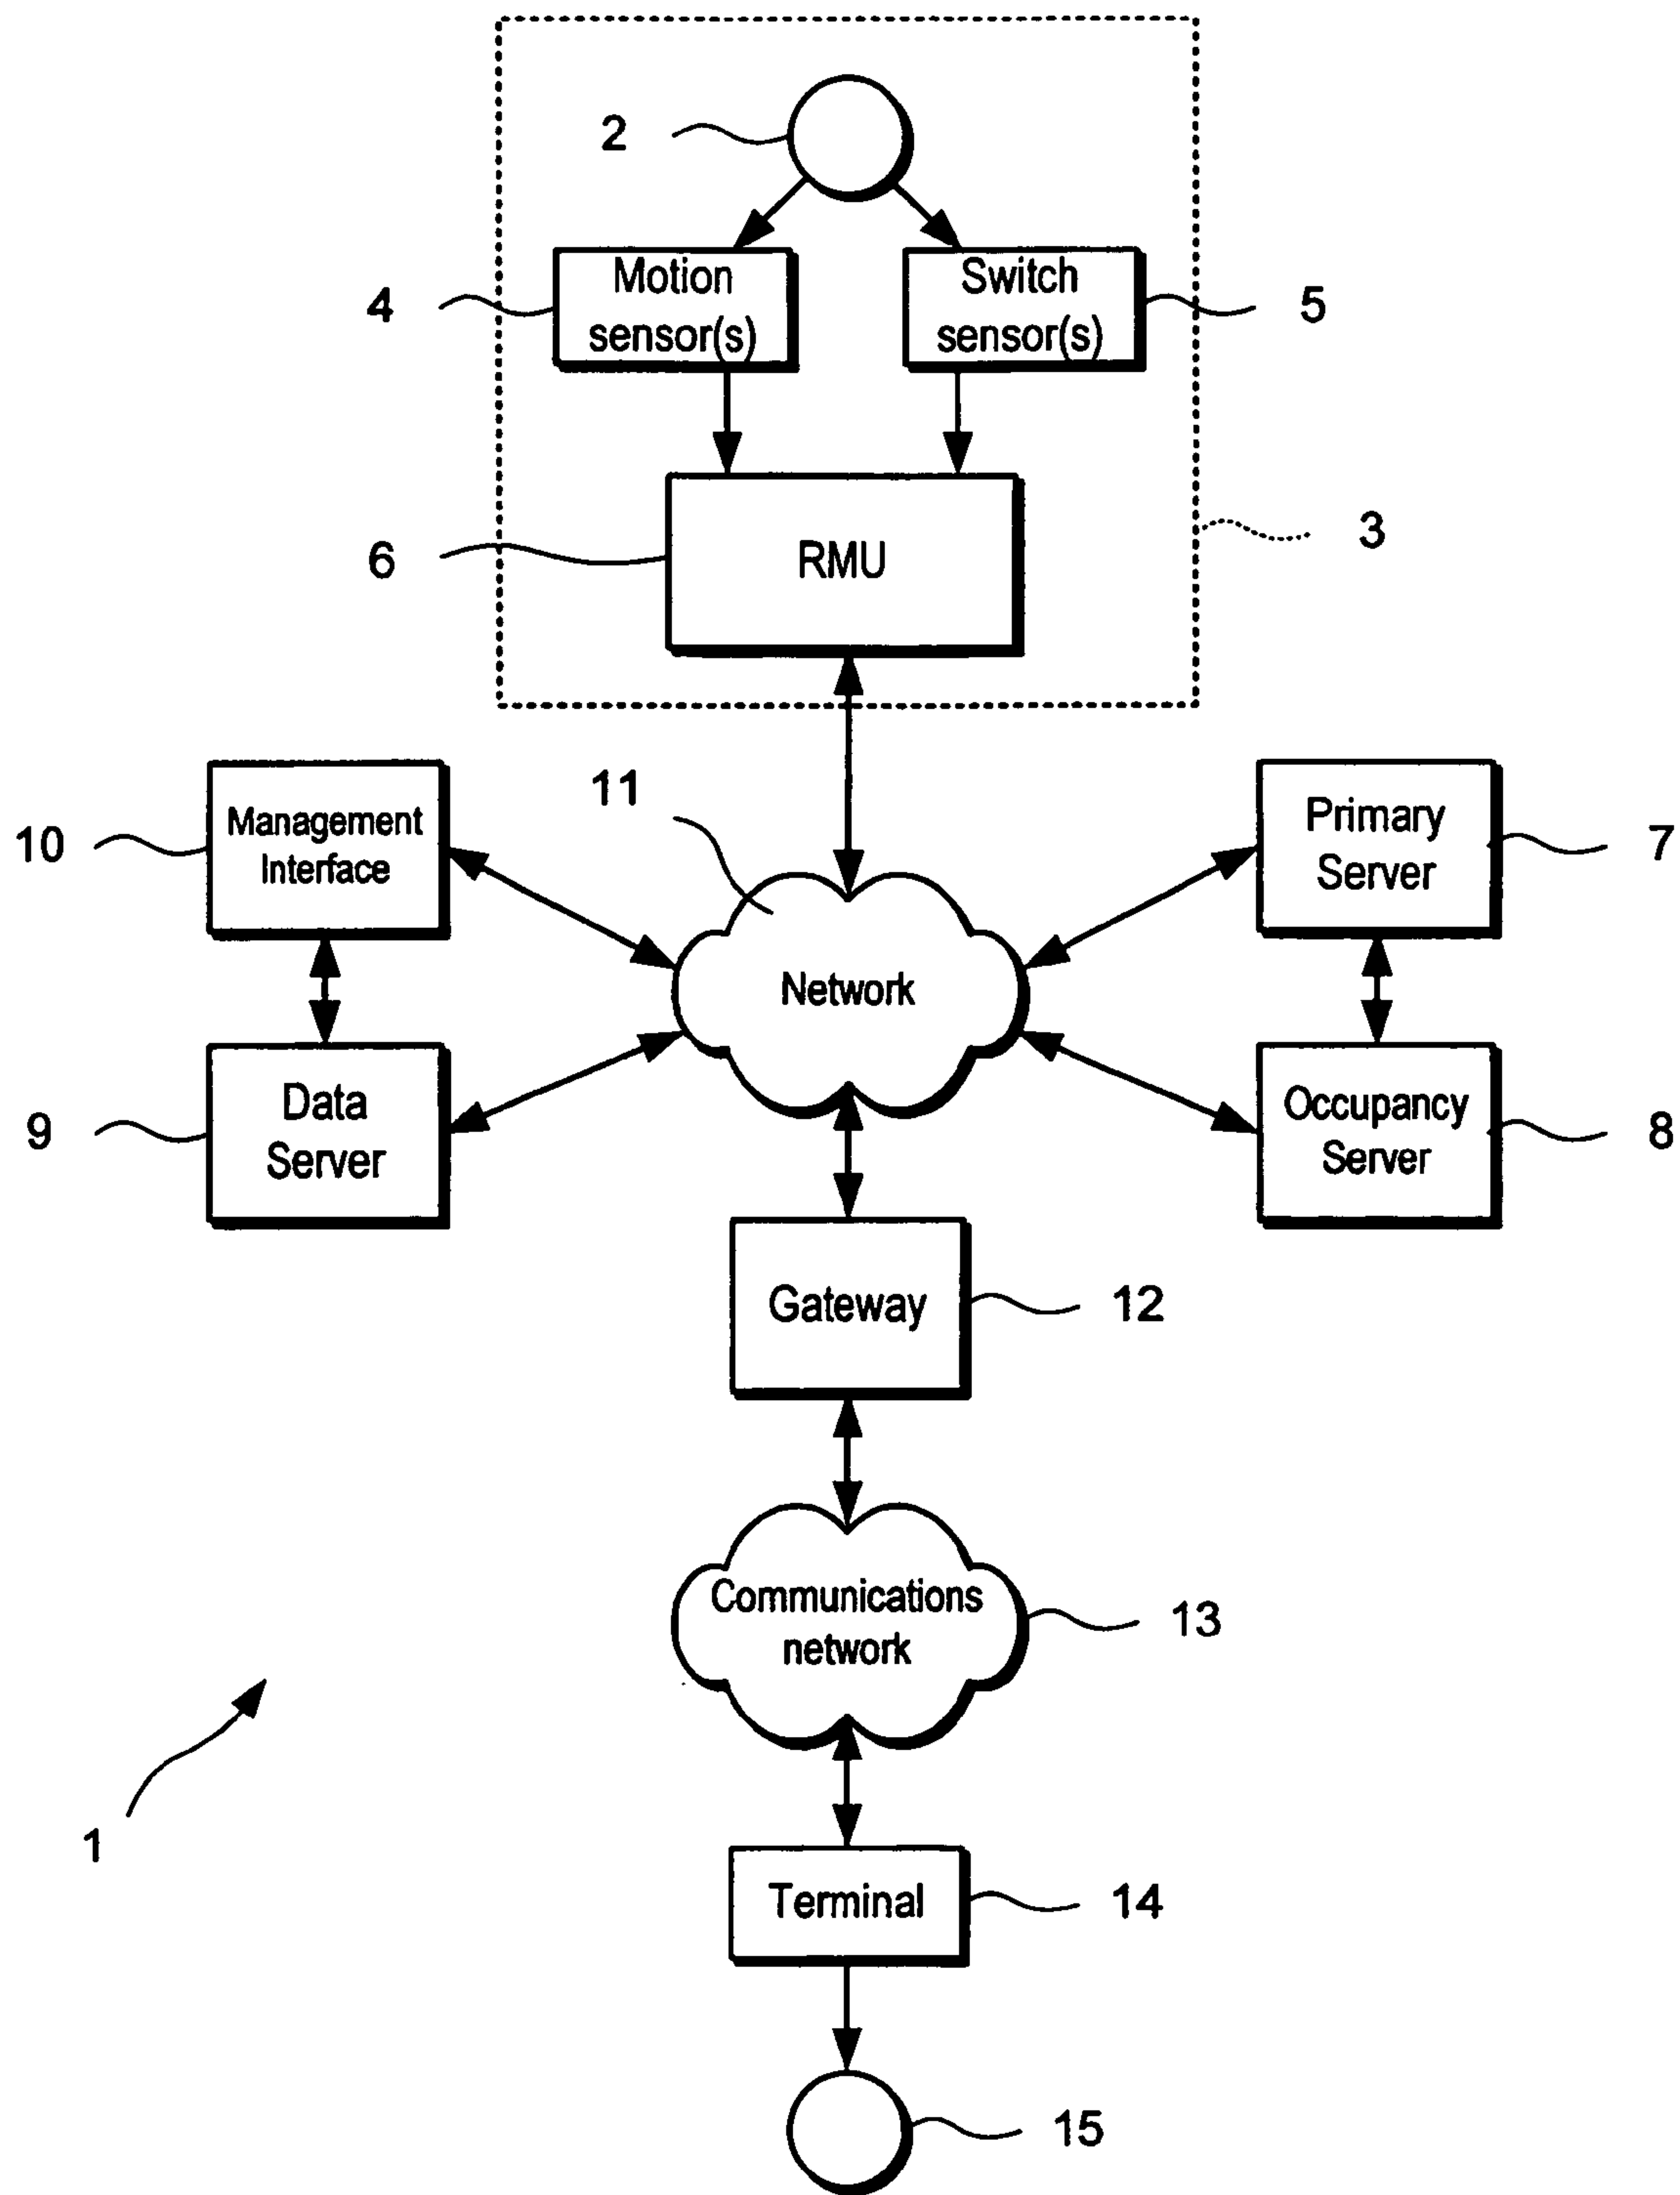 2
Motion
sensor(s)
4
Switch
sensor(s)
5
RMU
6
3
11
Management
Interface
10
Primary
Server
7
Network
Data
Server
9
Occupancy
Server
8
Gateway
12
Communications
network
13
1
Terminal
14
15